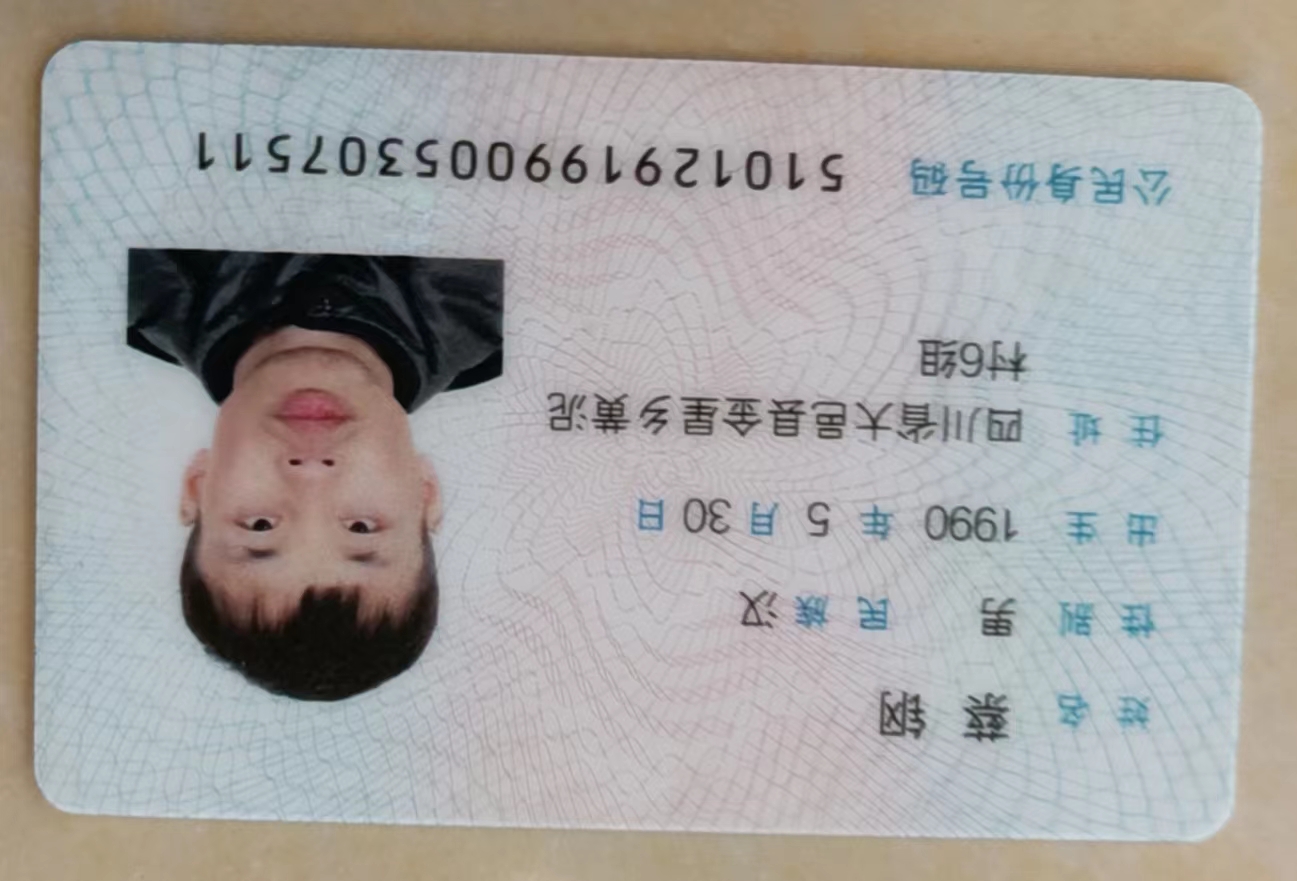 姓名 蔡钢
性别 男 民族 汉
出生 1990 年 5 月 30 日
住址 四川省大邑县金星乡黄泥
村6组
公民身份号码 510129199005307511